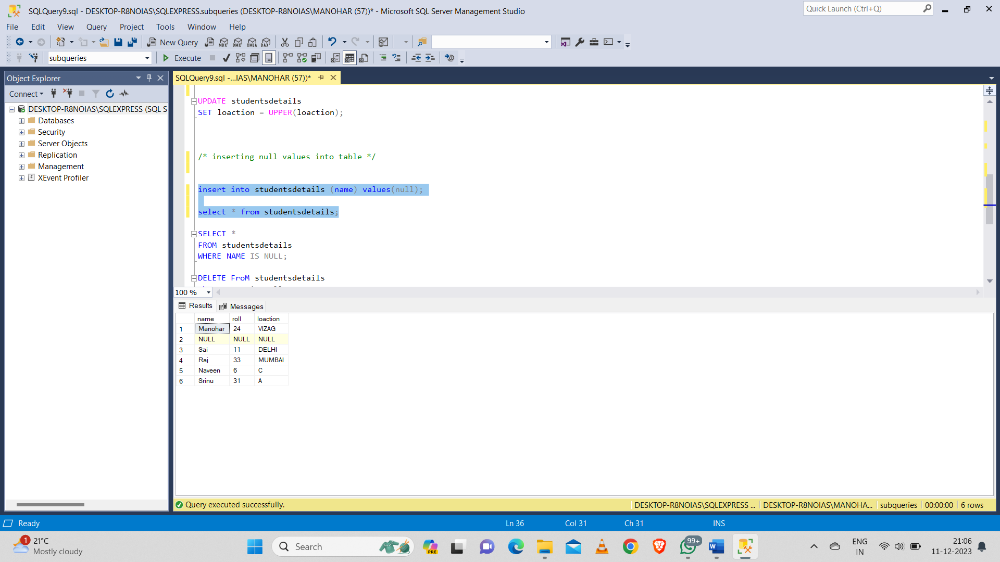 SQLQuery9.sql - DESKTOP-R8NOIAS\SQLEXPRESS.subqueries (DESKTOP-R8NOIAS\MANOHAR (57))* - Microsoft SQL Server Management Studio
Quick Launch (Ctrl+Q)
File Edit View Query Project Tools Window Help
New Query MDX DMX XMLA DAX
subqueries Execute
Object Explorer
SQLQuery9.sql -...IAS\MANOHAR (57))*
Connect
DESKTOP-R8NOIAS\SQLEXPRESS (SQL S
Databases
Security
Server Objects
Replication
Management
XEvent Profiler
UPDATE studentsdetails
SET loaction = UPPER(loaction);
/* inserting null values into table */
insert into studentsdetails (name) values(null);
select * from studentsdetails;
SELECT *
FROM studentsdetails
WHERE NAME IS NULL;
DELETE FroM studentsdetails
100 %
Results Messages
name roll loaction
1 Manohar 24 VIZAG
2 NULL NULL NULL
3 Sai 11 DELHI
4 Raj 33 MUMBAI
5 Naveen 6 C
6 Srinu 31 A
Query executed successfully.
DESKTOP-R8NOIAS\SQLEXPRESS ... DESKTOP-R8NOIAS\MANOHA... subqueries 00:00:00 6 rows
Ready Ln 36 Col 31 Ch 31 INS
1 21°C
Mostly cloudy
Search
PRE
99+
ENG
IN
21:06
11-12-2023